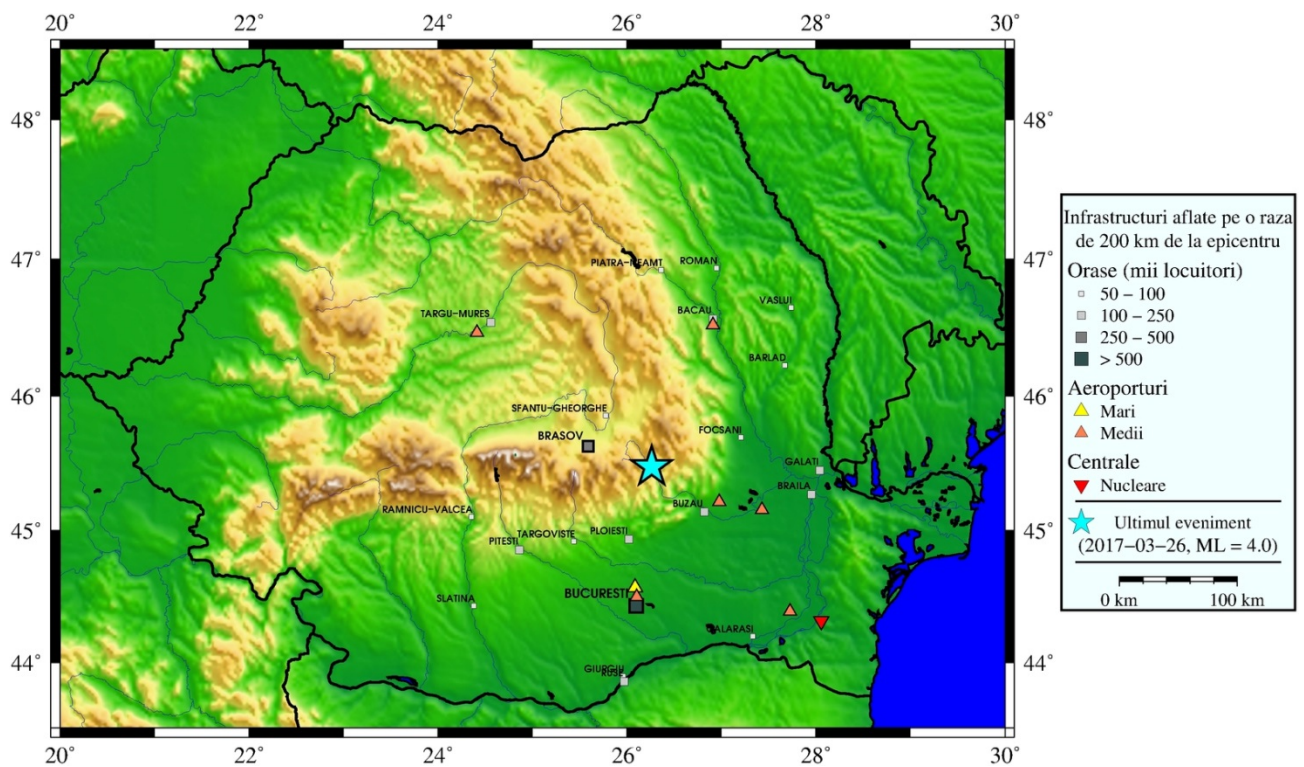 20° 22° 24° 26° 28° 30°
48° 48°
47° 47°
PIATRA-NEAMT ROMAN
VASLUI
TARGU-MURES BACAU
BARLAD
46° 46°
SFANTU-GHEORGHE
BRASOV FOCSANI
GALATI
BRAILA
RAMNICU-VALCEA BUZAU
45° 45°
PITESTI TARGOVISTE PLOIESTI
BUCURESTI
SLATINA
CALARASI
44° 44°
GIURGIU
RUSE
20° 22° 24° 26° 28° 30°
Infrastructuri aflate pe o raza
de 200 km de la epicentru
Orase (mii locuitori)
50 – 100
100 – 250
250 – 500
> 500
Aeroporturi
Mari
Medii
Centrale
Nucleare
Ultimul eveniment
(2017–03–26, ML = 4.0)
0 km 100 km